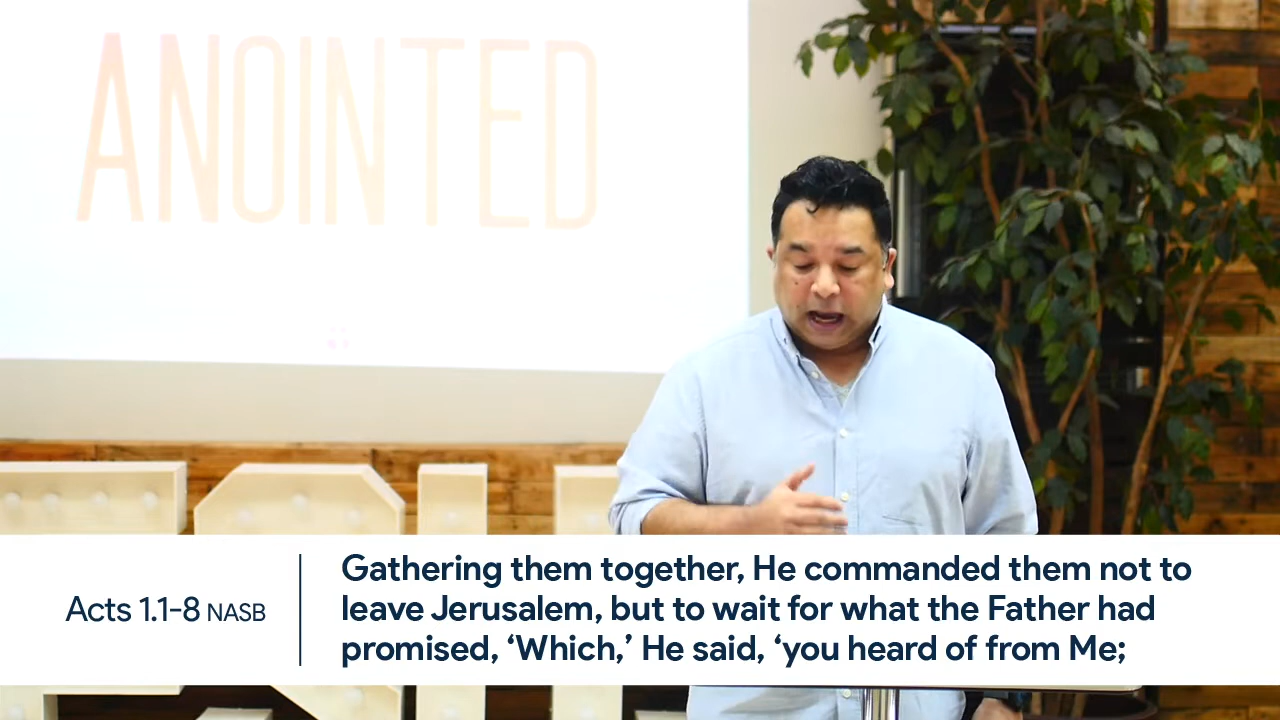 ANOINTED
Acts 1.1-8 NASB
Gathering them together, He commanded them not to
leave Jerusalem, but to wait for what the Father had
promised, ‘Which,’ He said, ‘you heard of from Me;